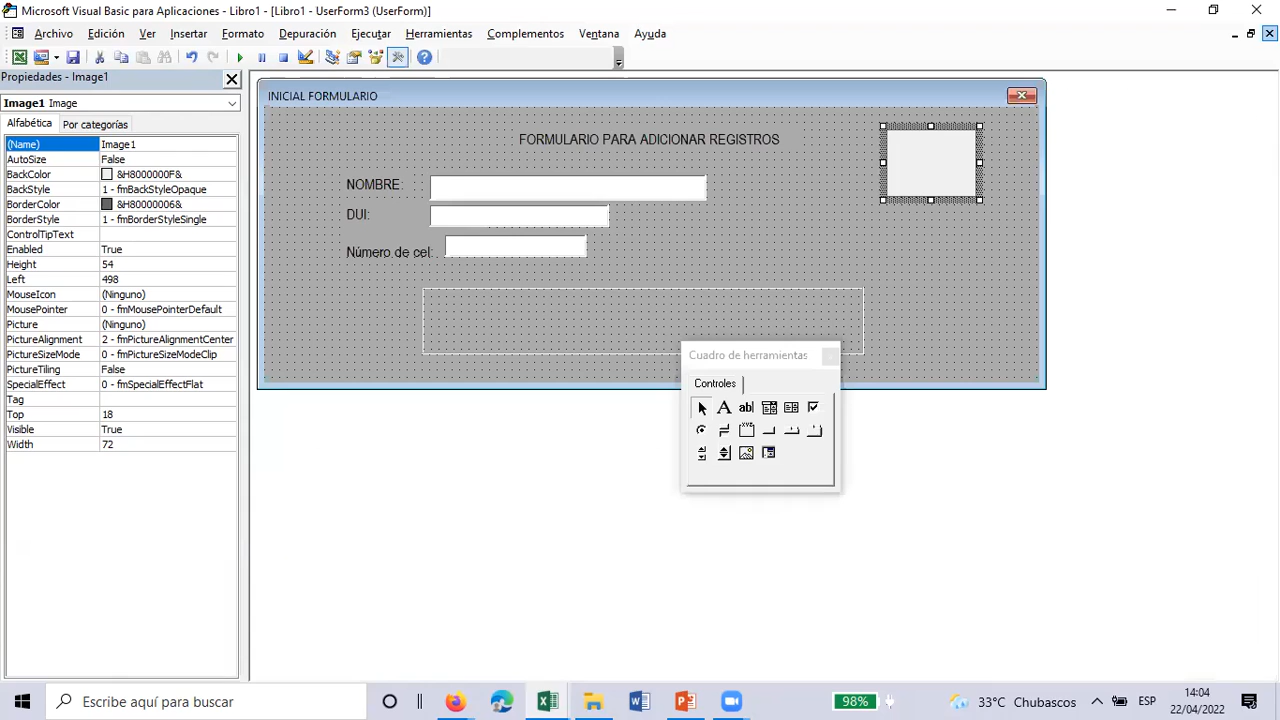 Microsoft Visual Basic para Aplicaciones - Libro1 - [Libro1 - UserForm3 (UserForm)]
Archivo Edición Ver Insertar Formato Depuración Ejecutar Herramientas Complementos Ventana Ayuda
Propiedades - Image1
Image1 Image
Alfabética Por categorías
(Name) Image1
AutoSize False
BackColor &H8000000F&
BackStyle 1 - fmBackStyleOpaque
BorderColor &H80000006&
BorderStyle 1 - fmBorderStyleSingle
ControlTipText
Enabled True
Height 54
Left 498
MouseIcon (Ninguno)
MousePointer 0 - fmMousePointerDefault
Picture (Ninguno)
PictureAlignment 2 - fmPictureAlignmentCenter
PictureSizeMode 0 - fmPictureSizeModeClip
PictureTiling False
SpecialEffect 0 - fmSpecialEffectFlat
Tag
Top 18
Visible True
Width 72
INICIAL FORMULARIO
FORMULARIO PARA ADICIONAR REGISTROS
NOMBRE:
DUI:
Número de cel:
Cuadro de herramientas
Controles
A ab|
XYZ
Escribe aquí para buscar
98%
33°C Chubascos
ESP
14:04
22/04/2022